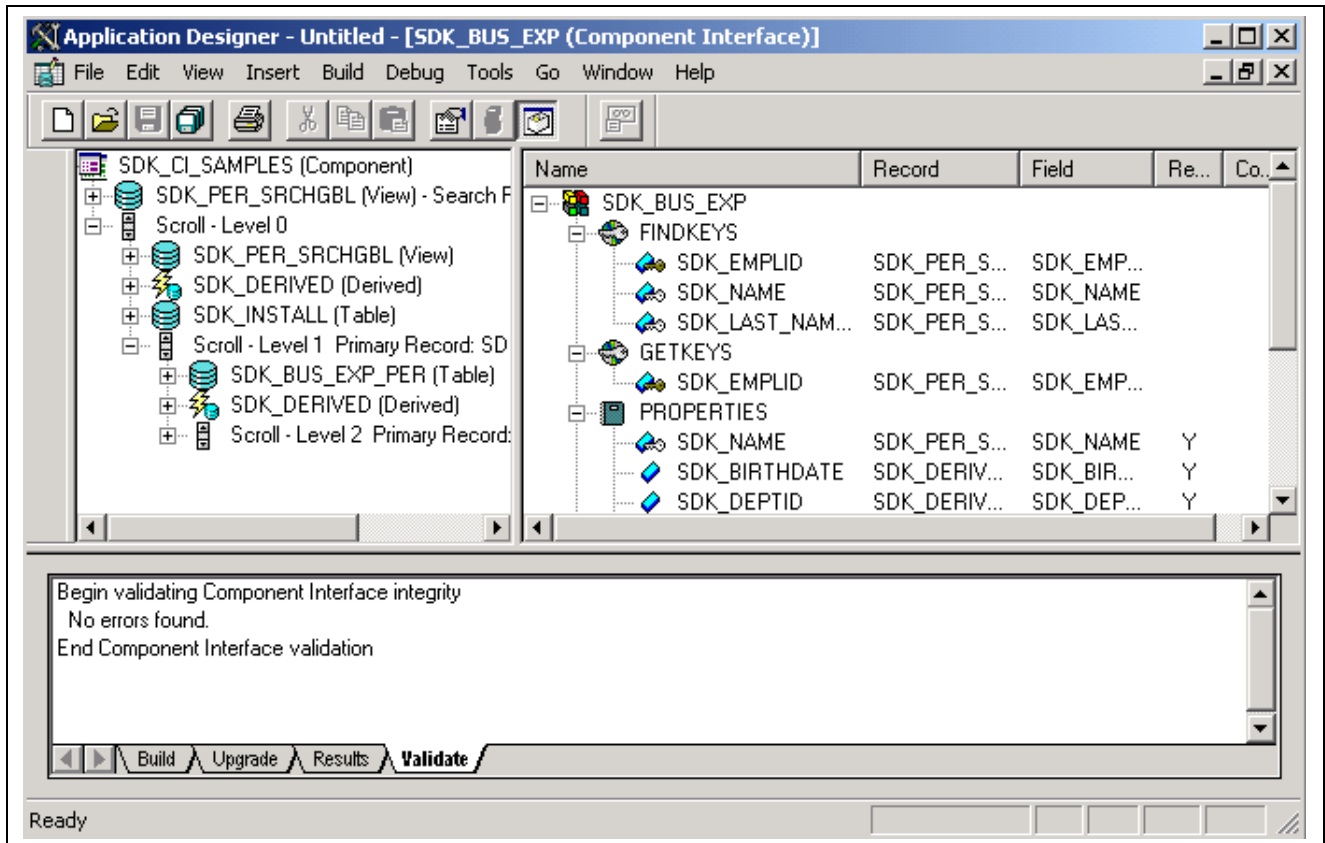 Application Designer - Untitled - [SDK_BUS_EXP (Component Interface)]
File Edit View Insert Build Debug Tools Go Window Help
SDK_CI_SAMPLES (Component)
SDK_PER_SRCHGBL (View) - Search F
Scroll - Level 0
SDK_PER_SRCHGBL (View)
SDK_DERIVED (Derived)
SDK_INSTALL (Table)
Scroll - Level 1 Primary Record: SD
SDK_BUS_EXP_PER (Table)
SDK_DERIVED (Derived)
Scroll - Level 2 Primary Record:
Name Record Field Re... Co...
SDK_BUS_EXP
FINDKEYS
SDK_EMPLID SDK_PER_S... SDK_EMP...
SDK_NAME SDK_PER_S... SDK_NAME
SDK_LAST_NAM... SDK_PER_S... SDK_LAS...
GETKEYS
SDK_EMPLID SDK_PER_S... SDK_EMP...
PROPERTIES
SDK_NAME SDK_PER_S... SDK_NAME Y
SDK_BIRTHDATE SDK_DERIV... SDK_BIR... Y
SDK_DEPTID SDK_DERIV... SDK_DEP... Y
Begin validating Component Interface integrity
No errors found.
End Component Interface validation
Build Upgrade Results Validate
Ready